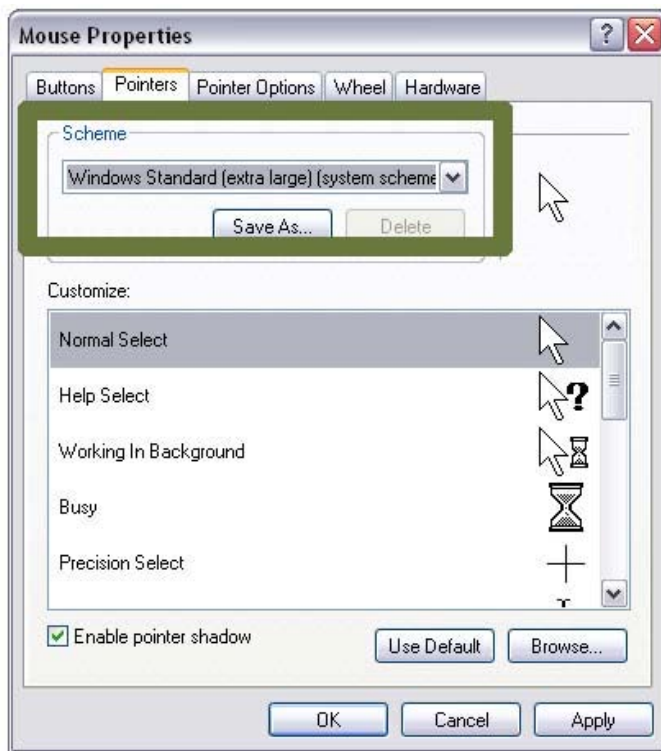 Mouse Properties
Buttons Pointers Pointer Options Wheel Hardware
Scheme
Windows Standard (extra large) (system scheme
Save As... Delete
Customize:
Normal Select
Help Select
Working In Background
Busy
Precision Select
Enable pointer shadow
Use Default Browse...
OK Cancel Apply